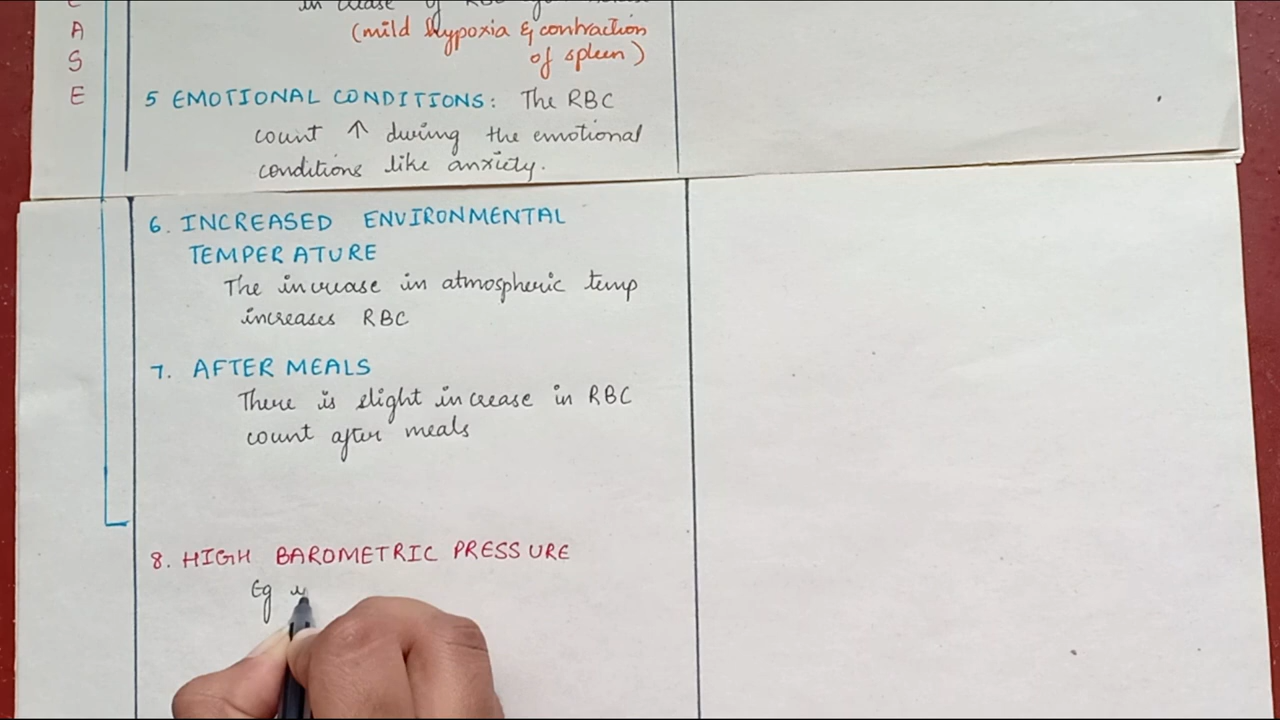 A
S
E
(mild hypoxia & contraction
of spleen)
5 EMOTIONAL CONDITIONS: The RBC
count ↑ during the emotional
conditions like anxiety.
6. INCREASED ENVIRONMENTAL
TEMPERATURE
The increase in atmospheric temp
increases RBC
7. AFTER MEALS
There is slight increase in RBC
count after meals
8. HIGH BAROMETRIC PRESSURE
Eg